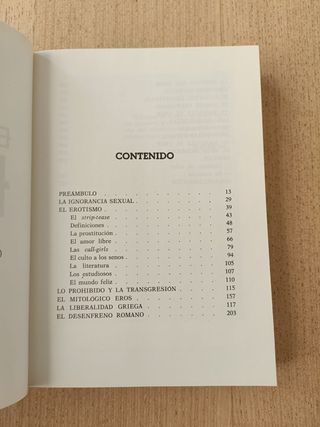 CONTENIDO
PREÁMBULO . . . . . . . . . . 13
LA IGNORANCIA SEXUAL . . . . . . . . 29
EL EROTISMO . . . . . . . . . . 39
El strip-tease . . . . . . . . . 43
Definiciones . . . . . . . . . 48
La prostitución . . . . . . . . . 57
El amor libre . . . . . . . . . 66
Las call-girls . . . . . . . . . 79
El culto a los senos . . . . . . . . 94
La literatura . . . . . . . . . 105
Los estudiosos . . . . . . . . . 107
El mundo feliz . . . . . . . . . 110
LO PROHIBIDO Y LA TRANSGRESIÓN . . . . . . 115
EL MITOLÓGICO EROS . . . . . . . . 157
LA LIBERALIDAD GRIEGA . . . . . . . . 117
EL DESENFRENO ROMANO . . . . . . . . 203